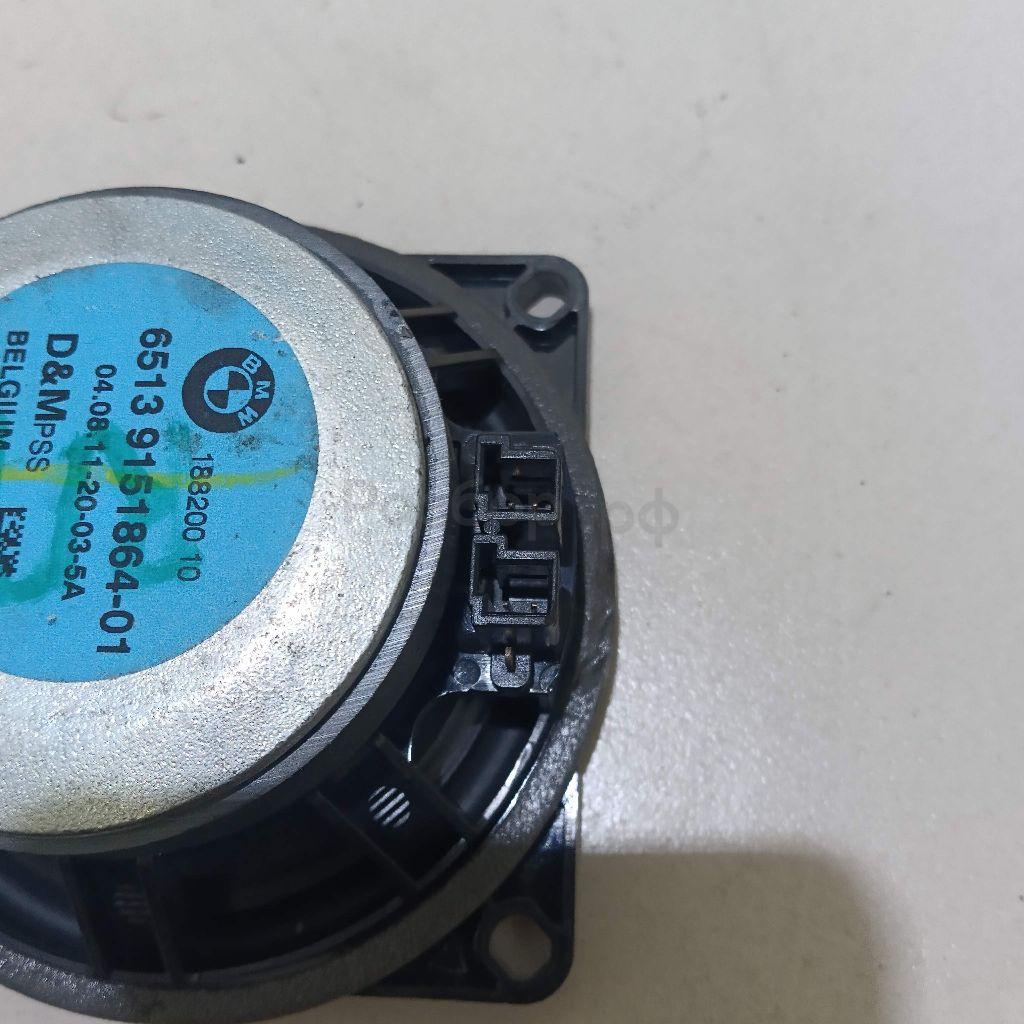 BMW
188200 10
6513 9151864-01
04.08 11-20-03-5A
D&MPSS
BELGIUM